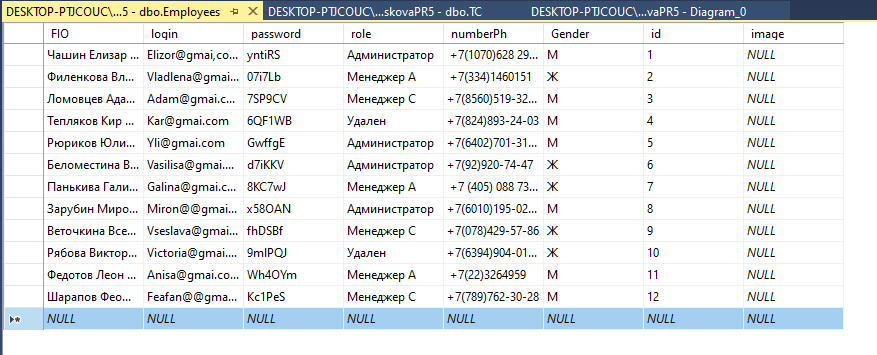 DESKTOP-PTJCOUC\...5 - dbo.Employees DESKTOP-PTJCOUC\...skovaPR5 - dbo.TC DESKTOP-PTJCOUC\...vaPR5 - Diagram_0
FIO login password role numberPh Gender id image
Чашин Елизар ... Elizor@gmai,co... yntiRS Администратор +7(1070)628 29... М 1 NULL
Филенкова Вл... Vladlena@gmai... 07i7Lb Менеджер А +7(334)1460151 Ж 2 NULL
Ломовцев Ада... Adam@gmai.c... 7SP9CV Менеджер С +7(8560)519-32... М 3 NULL
Тепляков Кир ... Kar@gmai.com 6QF1WB Удален +7(824)893-24-03 М 4 NULL
Рюриков Юли... Yli@gmai.com GwffgE Администратор +7(6402)701-31... М 5 NULL
Беломестина В... Vasilisa@gmai.... d7iKKV Администратор +7(92)920-74-47 Ж 6 NULL
Панькива Гали... Galina@gmai.c... 8KC7wJ Менеджер А +7 (405) 088 73... Ж 7 NULL
Зарубин Миро... Miron@@gmai... x58OAN Администратор +7(6010)195-02... М 8 NULL
Веточкина Все... Vseslava@gmai... fhDSBf Менеджер С +7(078)429-57-86 Ж 9 NULL
Рябова Виктор... Victoria@gmai.... 9mlPQJ Удален +7(6394)904-01... Ж 10 NULL
Федотов Леон ... Anisa@gmai.com Wh4OYm Менеджер А +7(22)3264959 М 11 NULL
Шарапов Фео... Feafan@@gma... Kc1PeS Менеджер С +7(789)762-30-28 М 12 NULL
NULL NULL NULL NULL NULL NULL NULL NULL